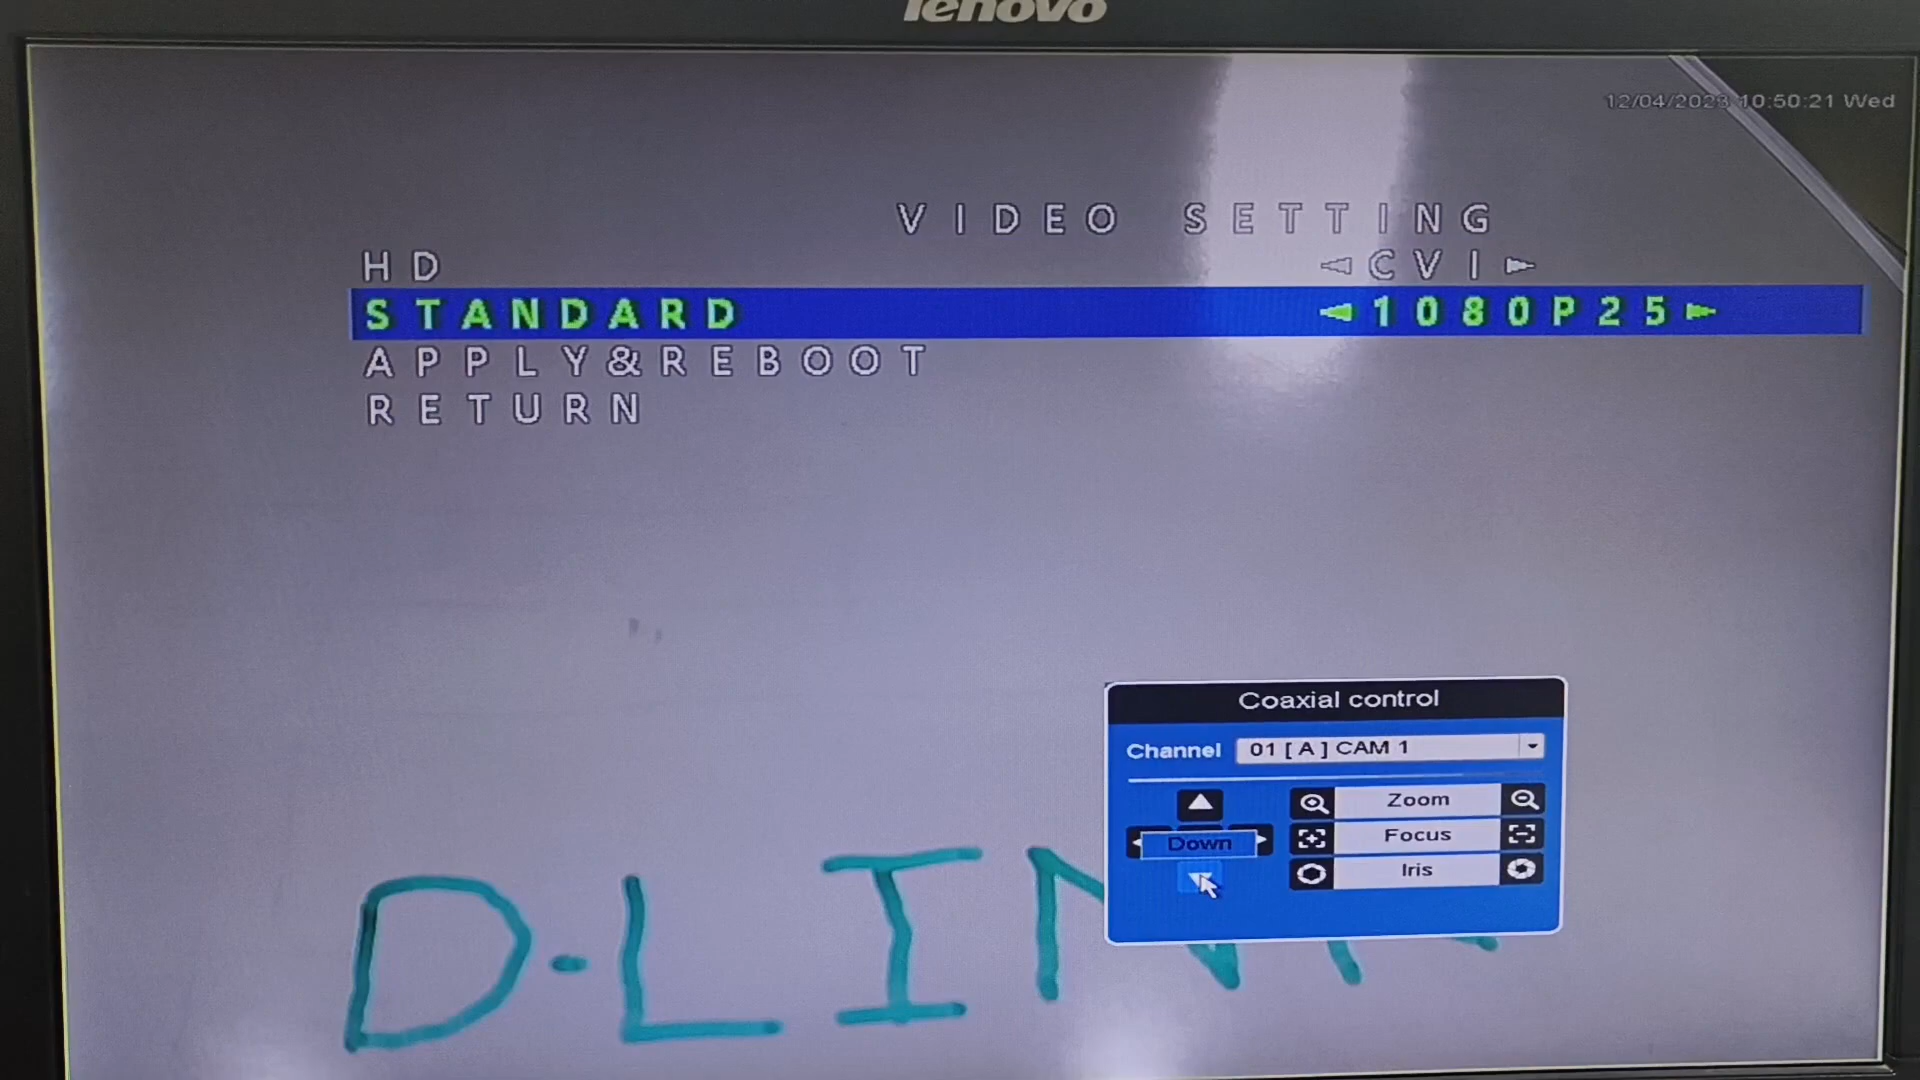 lenovo
12/04/2023 10:50:21 Wed
VIDEO SETTING
HD CVI
STANDARD 1080P25
APPLY&REBOOT
RETURN
Coaxial control
Channel 01 [ A ] CAM 1
Zoom
Down Focus
Iris
D-LINK